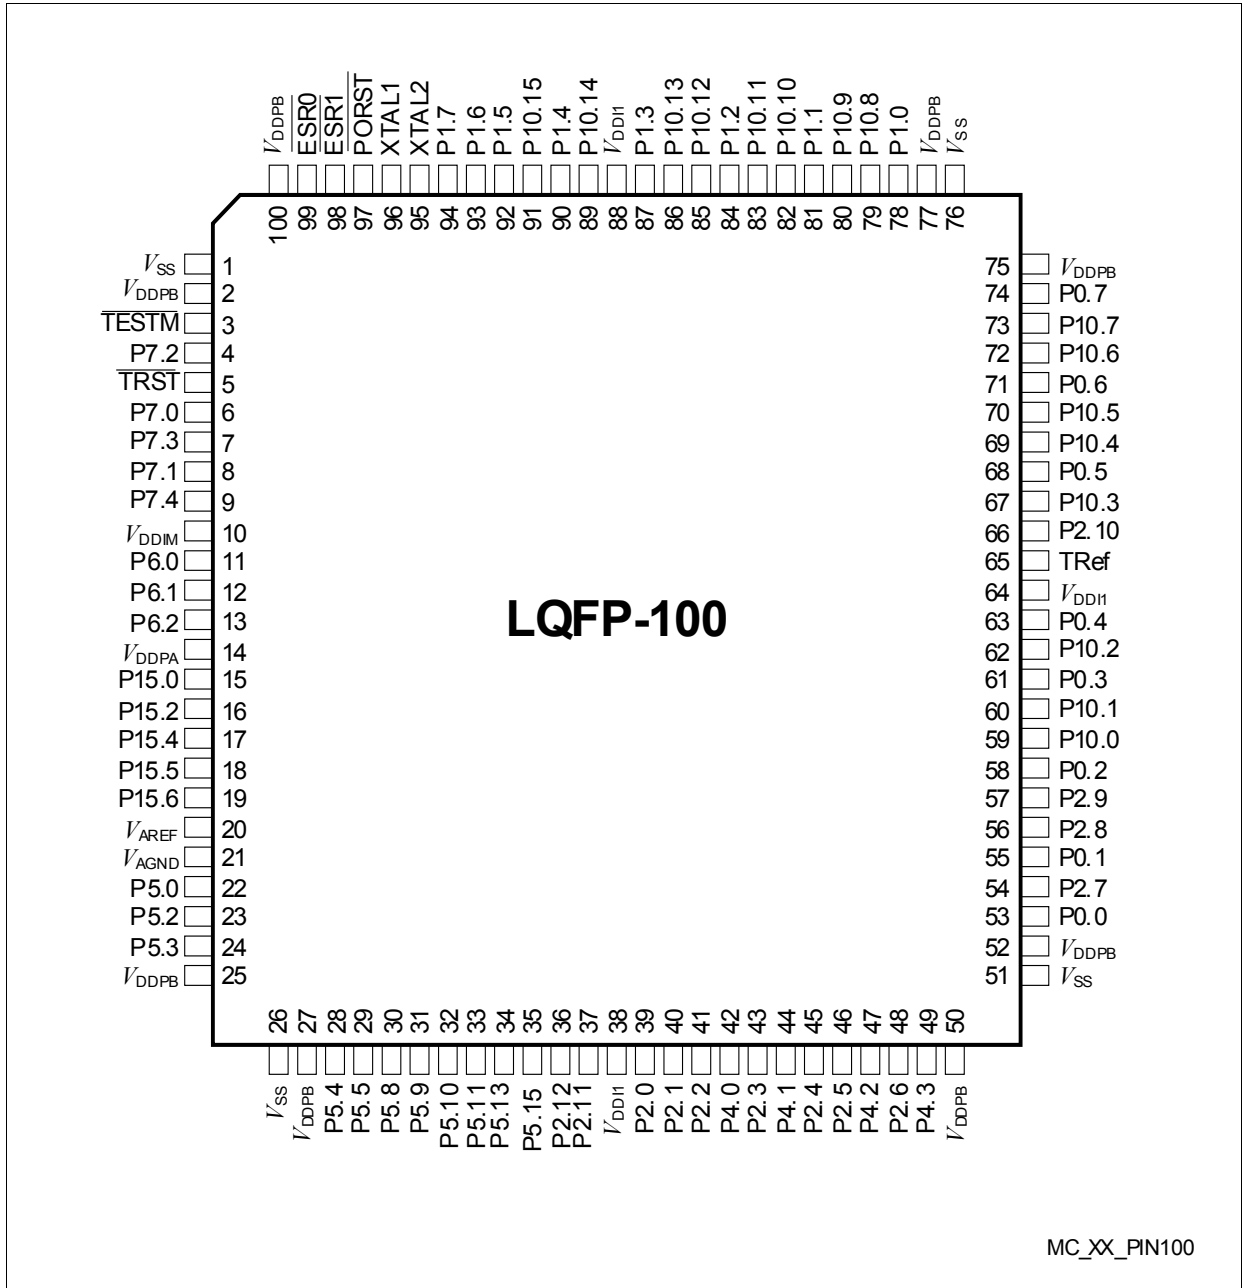 VDDPB
ESR0
ESR1
PORST
XTAL1
XTAL2
P1.7
P1.6
P1.5
P10.15
P1.4
P10.14
VDDI1
P1.3
P10.13
P10.12
P1.2
P10.11
P10.10
P1.1
P10.9
P10.8
P1.0
VDDPB
VSS
100 99 98 97 96 95 94 93 92 91 90 89 88 87 86 85 84 83 82 81 80 79 78 77 76
VSS 1
VDDPB 2
TESTM 3
P7.2 4
TRST 5
P7.0 6
P7.3 7
P7.1 8
P7.4 9
VDDIM 10
P6.0 11
P6.1 12
P6.2 13
VDDPA 14
P15.0 15
P15.2 16
P15.4 17
P15.5 18
P15.6 19
VAREF 20
VAGND 21
P5.0 22
P5.2 23
P5.3 24
VDDPB 25
LQFP-100
75 VDDPB
74 P0.7
73 P10.7
72 P10.6
71 P0.6
70 P10.5
69 P10.4
68 P0.5
67 P10.3
66 P2.10
65 TRef
64 VDDI1
63 P0.4
62 P10.2
61 P0.3
60 P10.1
59 P10.0
58 P0.2
57 P2.9
56 P2.8
55 P0.1
54 P2.7
53 P0.0
52 VDDPB
51 VSS
26 27 28 29 30 31 32 33 34 35 36 37 38 39 40 41 42 43 44 45 46 47 48 49 50
VSS
VDDPB
P5.4
P5.5
P5.8
P5.9
P5.10
P5.11
P5.13
P5.15
P2.12
P2.11
VDDI1
P2.0
P2.1
P2.2
P4.0
P2.3
P4.1
P2.4
P2.5
P4.2
P2.6
P4.3
VDDPB
MC_XX_PIN100